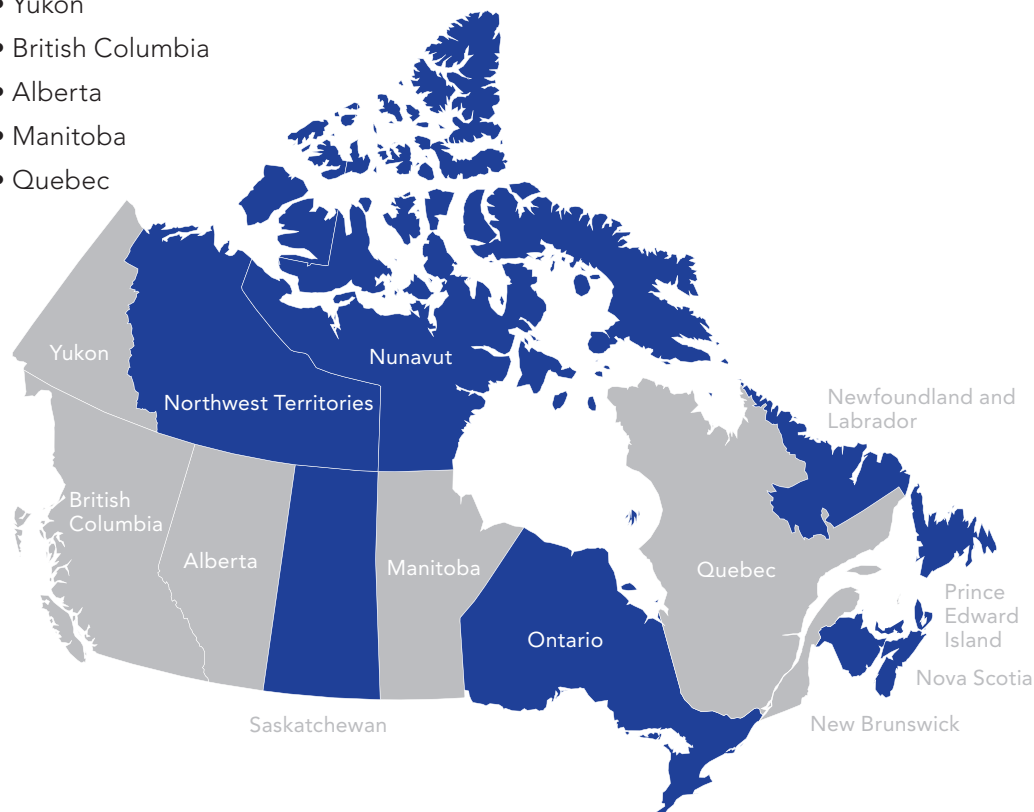 • Yukon
• British Columbia
• Alberta
• Manitoba
• Quebec
Yukon
Nunavut
Northwest Territories
Newfoundland and
Labrador
British
Columbia
Alberta
Manitoba
Quebec
Ontario
Prince
Edward
Island
Nova Scotia
New Brunswick
Saskatchewan